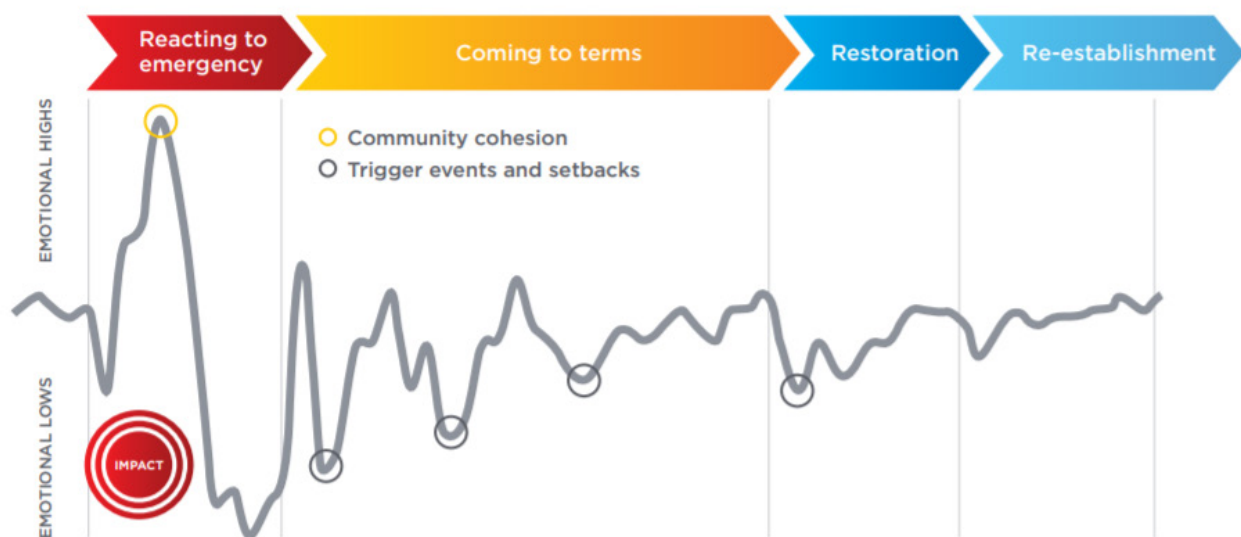 Reacting to
emergency
Coming to terms
Restoration
Re-establishment
EMOTIONAL HIGHS
Community cohesion
Trigger events and setbacks
EMOTIONAL LOWS
IMPACT